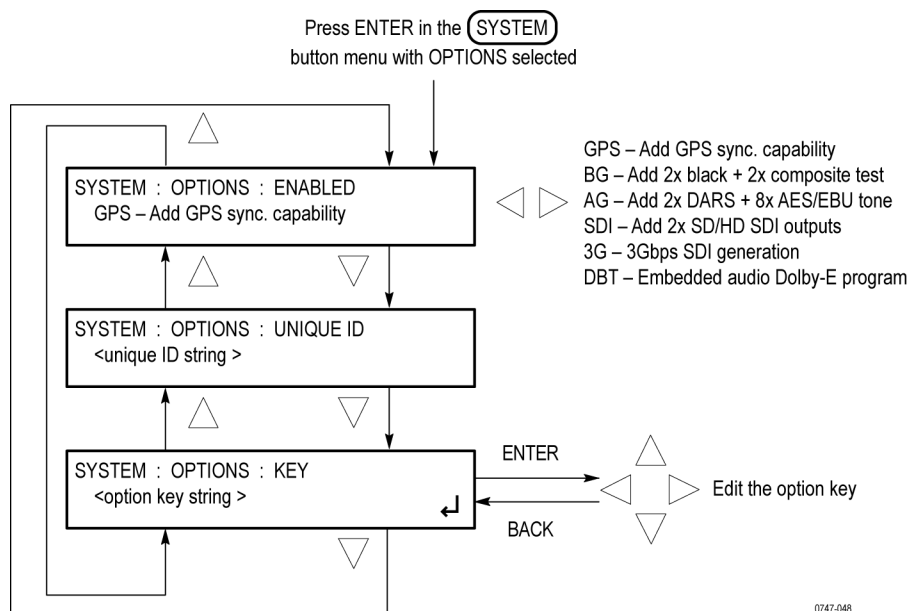 Press ENTER in the SYSTEM
button menu with OPTIONS selected
SYSTEM : OPTIONS : ENABLED
GPS – Add GPS sync. capability
GPS – Add GPS sync. capability
BG – Add 2x black + 2x composite test
AG – Add 2x DARS + 8x AES/EBU tone
SDI – Add 2x SD/HD SDI outputs
3G – 3Gbps SDI generation
DBT – Embedded audio Dolby-E program
SYSTEM : OPTIONS : UNIQUE ID
<unique ID string >
SYSTEM : OPTIONS : KEY
<option key string >
ENTER
BACK
Edit the option key
0747-048